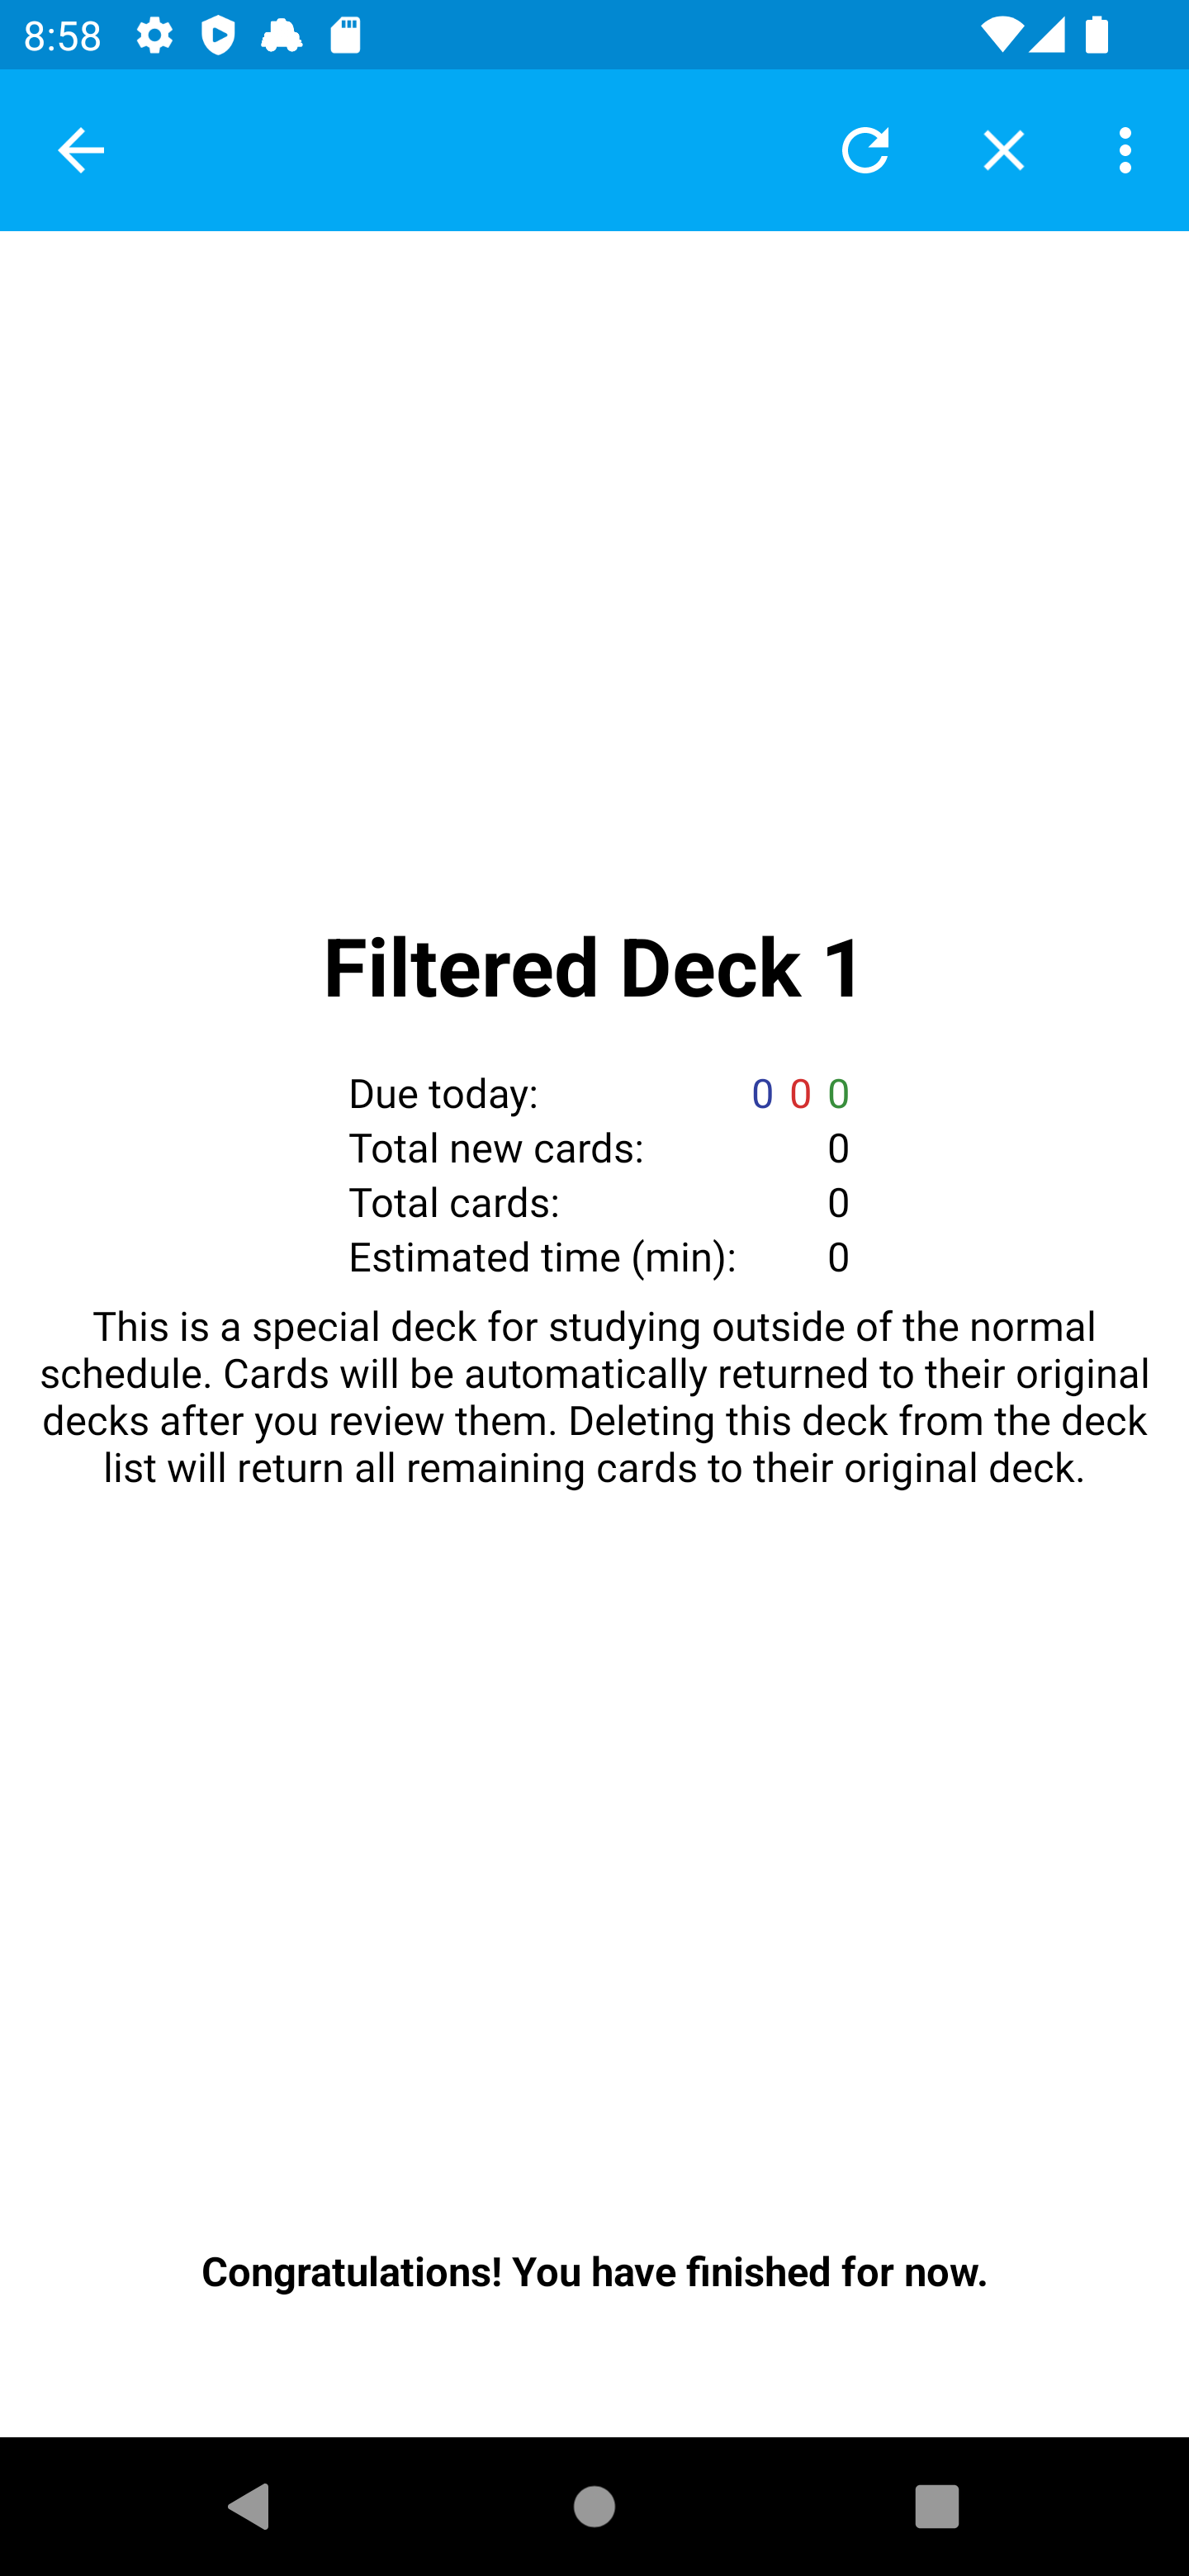 8:58
Filtered Deck 1
Due today: 0 0 0
Total new cards: 0
Total cards: 0
Estimated time (min): 0
This is a special deck for studying outside of the normal
schedule. Cards will be automatically returned to their original
decks after you review them. Deleting this deck from the deck
list will return all remaining cards to their original deck.
Congratulations! You have finished for now.